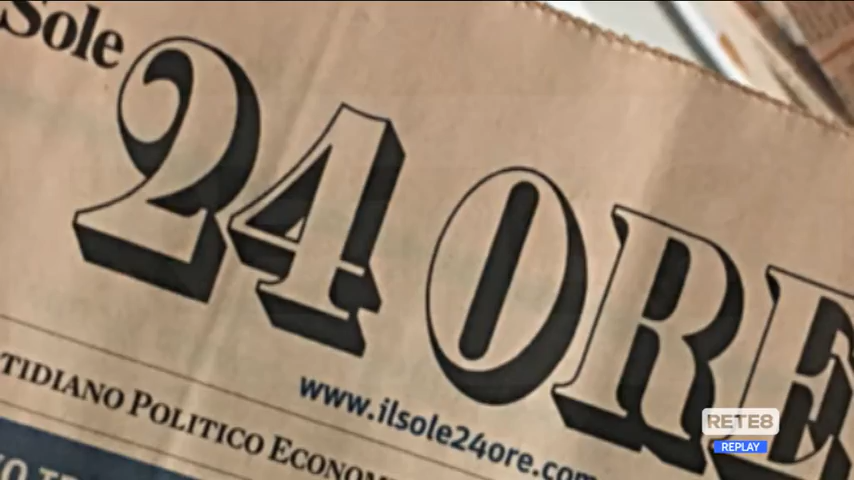 Sole
24 ORE
www.ilsole24ore.com
TIDIANO POLITICO ECONOM
RETE8
REPLAY